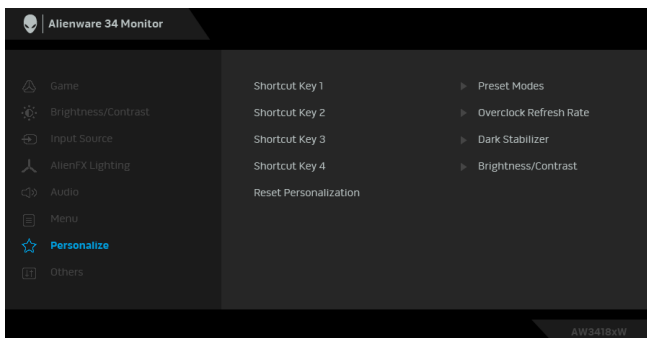 Alienware 34 Monitor
Game
Brightness/Contrast
Input Source
AlienFX Lighting
Audio
Menu
Personalize
Others
Shortcut Key 1 Preset Modes
Shortcut Key 2 Overclock Refresh Rate
Shortcut Key 3 Dark Stabilizer
Shortcut Key 4 Brightness/Contrast
Reset Personalization
AW3418xW